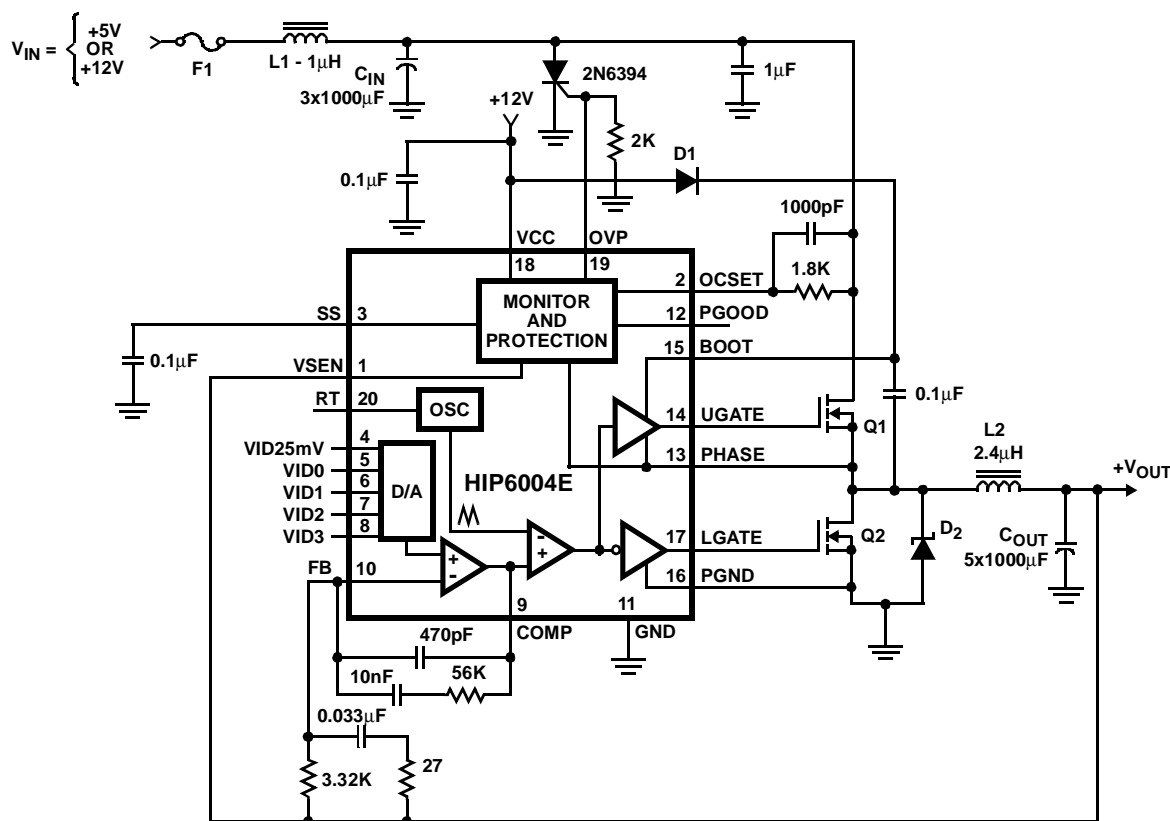 V_IN =
+5V
OR
+12V
F1
L1 - 1µH
C_IN
3x1000µF
+12V
2N6394
2K
1µF
0.1µF
D1
1000pF
VCC
OVP
18
19
2
OCSET
1.8K
MONITOR
AND
PROTECTION
SS
3
12
PGOOD
15
BOOT
0.1µF
VSEN
1
0.1µF
RT
20
OSC
14
UGATE
Q1
L2
2.4µH
VID25mV
4
VID0
5
VID1
6
VID2
7
VID3
8
D/A
HIP6004E
13
PHASE
+V_OUT
+
-
-
+
17
LGATE
Q2
D2
C_OUT
5x1000µF
FB
10
16
PGND
9
11
COMP
GND
470pF
10nF
56K
0.033µF
3.32K
27